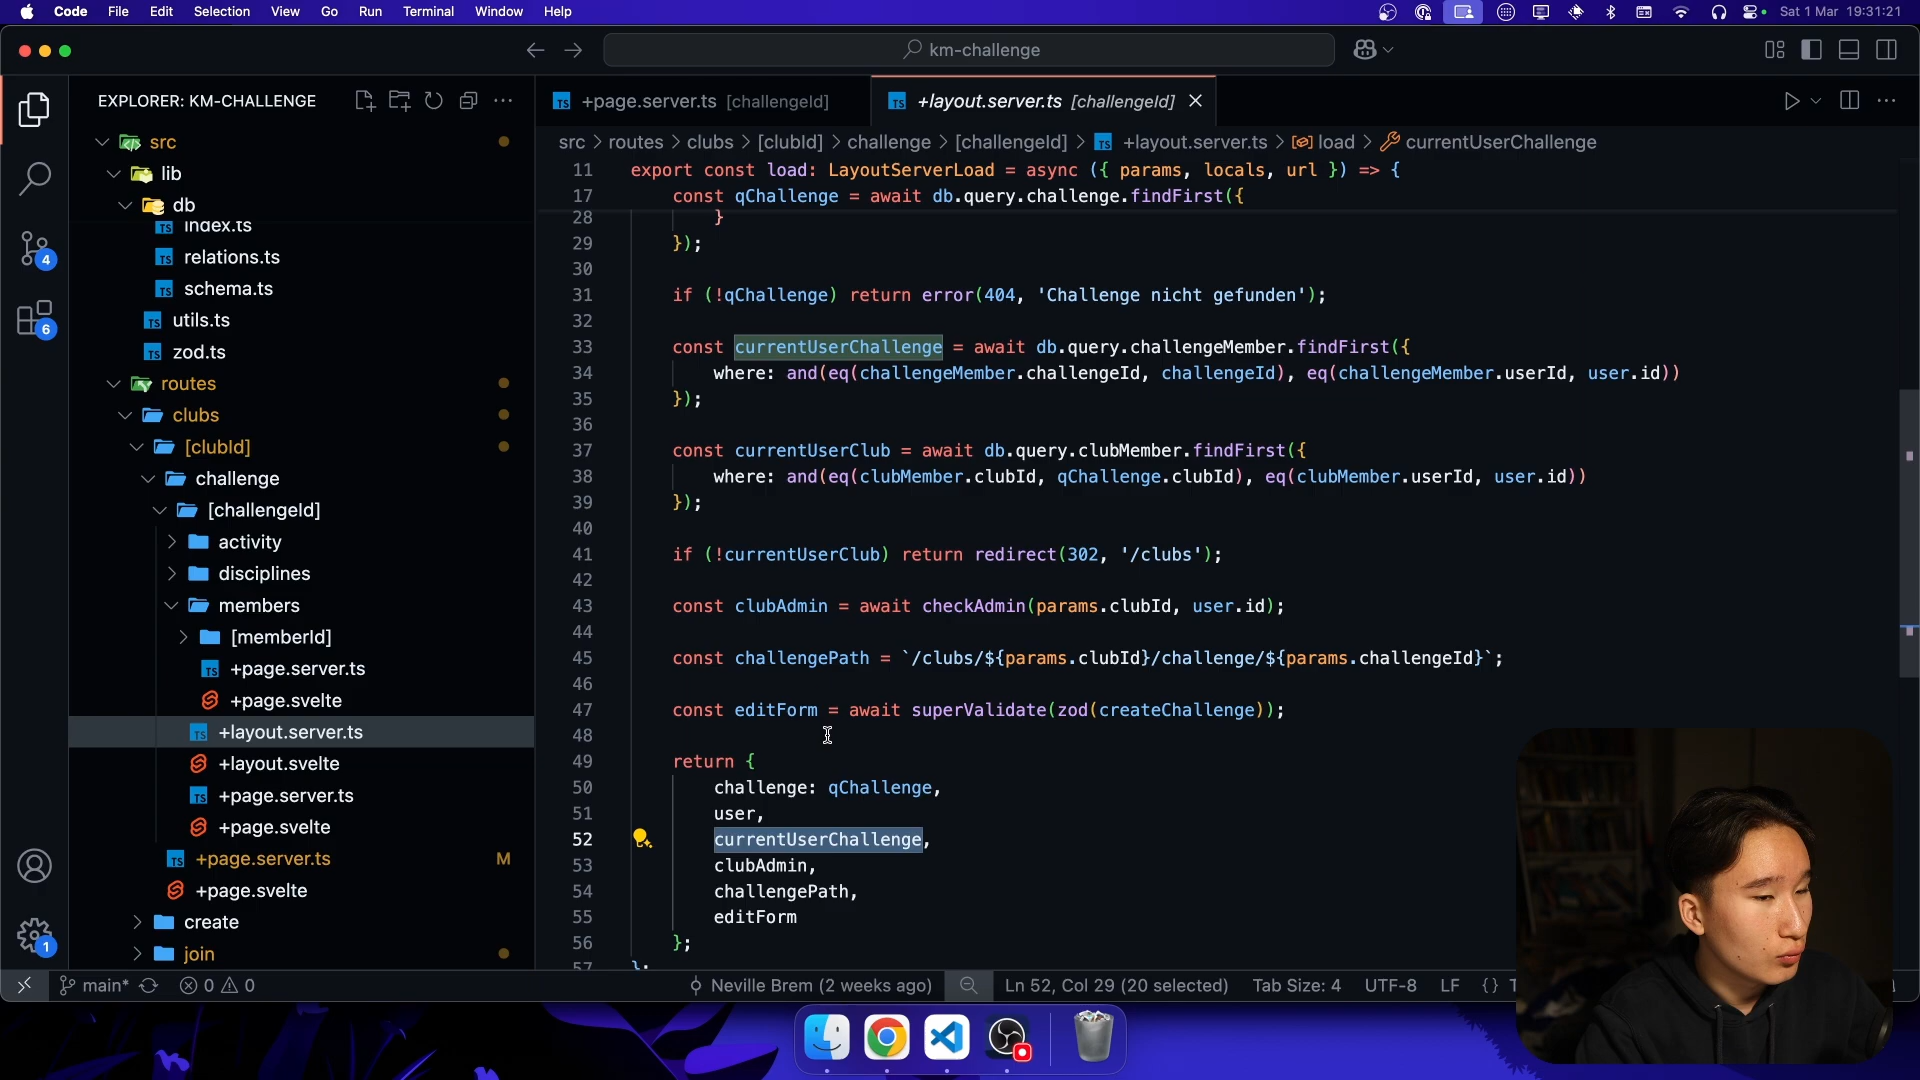 Code File Edit Selection View Go Run Terminal Window Help
Sat 1 Mar 19:31:21
km-challenge
EXPLORER: KM-CHALLENGE
src
lib
db
index.ts
relations.ts
schema.ts
utils.ts
zod.ts
routes
clubs
[clubId]
challenge
[challengeId]
activity
disciplines
members
[memberId]
+page.server.ts
+page.svelte
+layout.server.ts
+layout.svelte
+page.server.ts
+page.svelte
+page.server.ts M
+page.svelte
create
join
4
6
1
+page.server.ts [challengeId]
+layout.server.ts [challengeId]
src > routes > clubs > [clubId] > challenge > [challengeId] > +layout.server.ts > load > currentUserChallenge
11 export const load: LayoutServerLoad = async ({ params, locals, url }) => {
17 const qChallenge = await db.query.challenge.findFirst({
28 }
29 });
30
31 if (!qChallenge) return error(404, 'Challenge nicht gefunden');
32
33 const currentUserChallenge = await db.query.challengeMember.findFirst({
34 where: and(eq(challengeMember.challengeId, challengeId), eq(challengeMember.userId, user.id))
35 });
36
37 const currentUserClub = await db.query.clubMember.findFirst({
38 where: and(eq(clubMember.clubId, qChallenge.clubId), eq(clubMember.userId, user.id))
39 });
40
41 if (!currentUserClub) return redirect(302, '/clubs');
42
43 const clubAdmin = await checkAdmin(params.clubId, user.id);
44
45 const challengePath = `/clubs/${params.clubId}/challenge/${params.challengeId}`;
46
47 const editForm = await superValidate(zod(createChallenge));
48
49 return {
50 challenge: qChallenge,
51 user,
52 currentUserChallenge,
53 clubAdmin,
54 challengePath,
55 editForm
56 };
57 };
main* 0 0
Neville Brem (2 weeks ago) Ln 52, Col 29 (20 selected) Tab Size: 4 UTF-8 LF {}